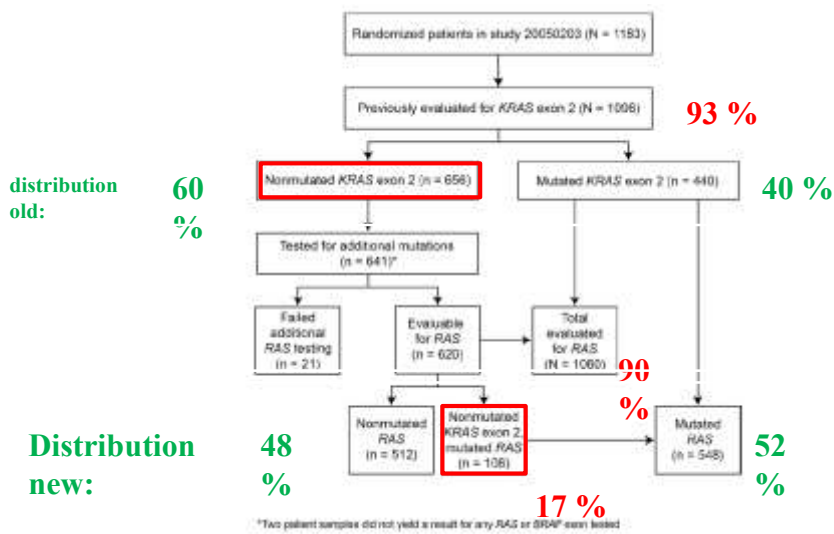 Randomized patients in study 20050203 (N = 1183)
Previously evaluated for KRAS exon 2 (N = 1096)
93 %
distribution
old:
60
%
Nonmutated KRAS exon 2 (n = 656)
Mutated KRAS exon 2 (n = 440)
40 %
Tested for additional mutations
(n = 641)*
Failed
additional
RAS testing
(n = 21)
Evaluable
for RAS
(n = 620)
Total
evaluated
for RAS
(N = 1060)
90
%
Distribution
new:
48
%
Nonmutated
RAS
(n = 512)
Nonmutated
KRAS exon 2,
mutated RAS
(n = 108)
Mutated
RAS
(n = 548)
52
%
17 %
*Two patient samples did not yield a result for any RAS or BRAF exon tested